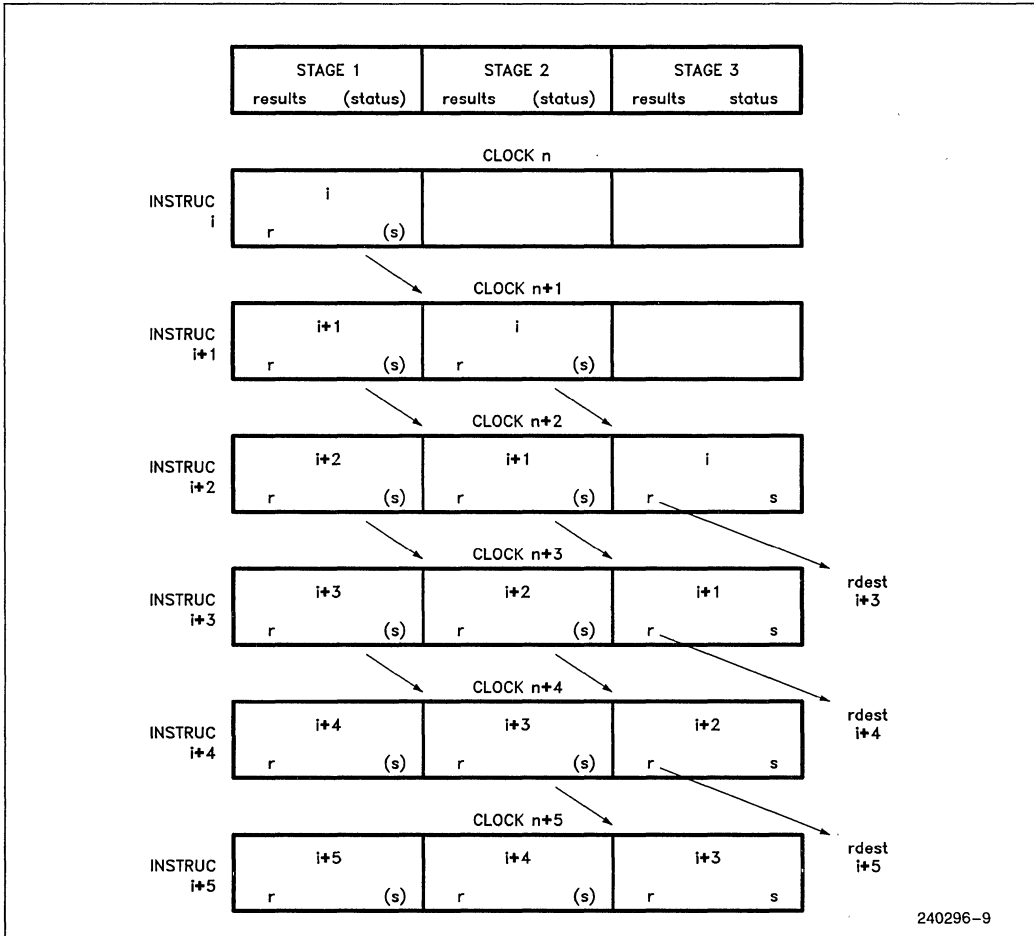 STAGE 1 STAGE 2 STAGE 3
results (status) results (status) results status
CLOCK n
INSTRUC
i
i
r (s)
CLOCK n+1
INSTRUC
i+1
i+1 i
r (s) r (s)
CLOCK n+2
INSTRUC
i+2
i+2 i+1 i
r (s) r (s) r s
CLOCK n+3
rdest
i+3
INSTRUC
i+3
i+3 i+2 i+1
r (s) r (s) r s
CLOCK n+4
rdest
i+4
INSTRUC
i+4
i+4 i+3 i+2
r (s) r (s) r s
CLOCK n+5
rdest
i+5
INSTRUC
i+5
i+5 i+4 i+3
r (s) r (s) r s
240296–9